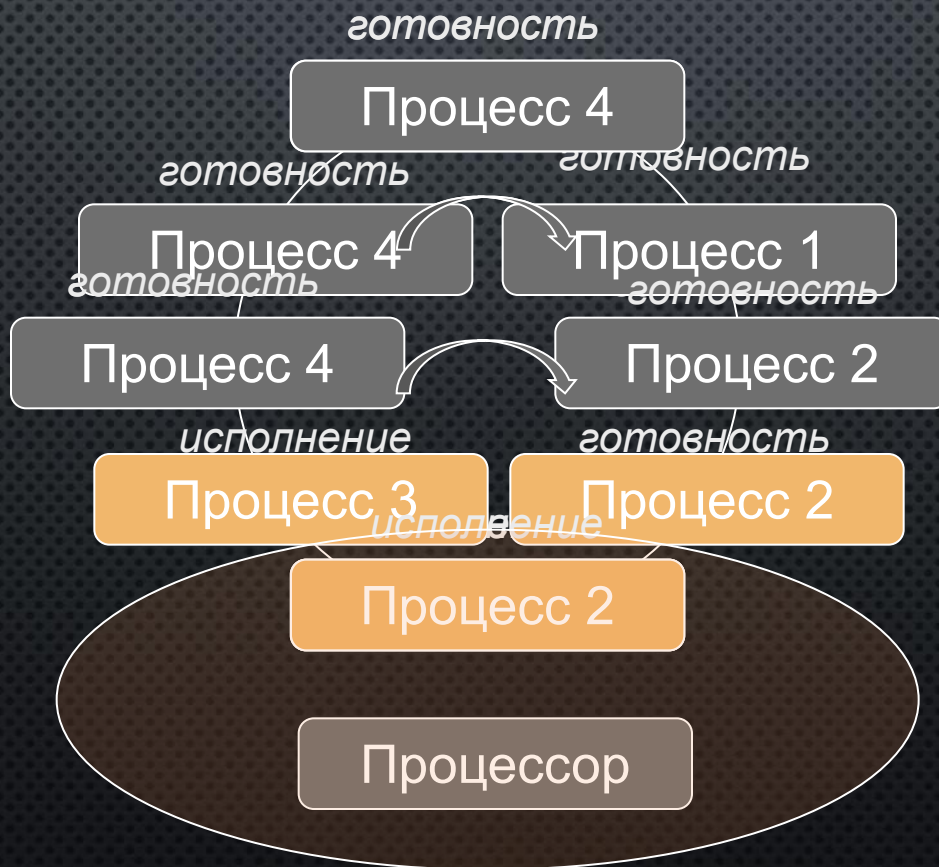 готовность
Процесс 4
готовность
готовность
Процесс 4
Процесс 1
готовность
готовность
Процесс 4
Процесс 2
исполнение
готовность
Процесс 3
Процесс 2
исполнение
Процесс 2
Процессор